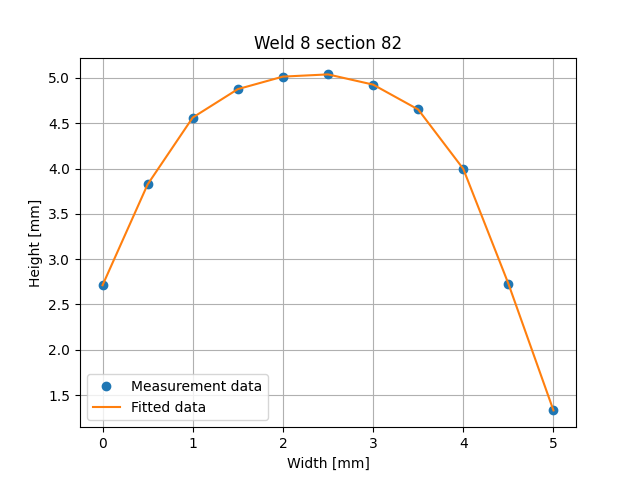 Weld 8 section 82
Height [mm]
5.0
4.5
4.0
3.5
3.0
2.5
2.0
1.5
Measurement data
Fitted data
0 1 2 3 4 5
Width [mm]